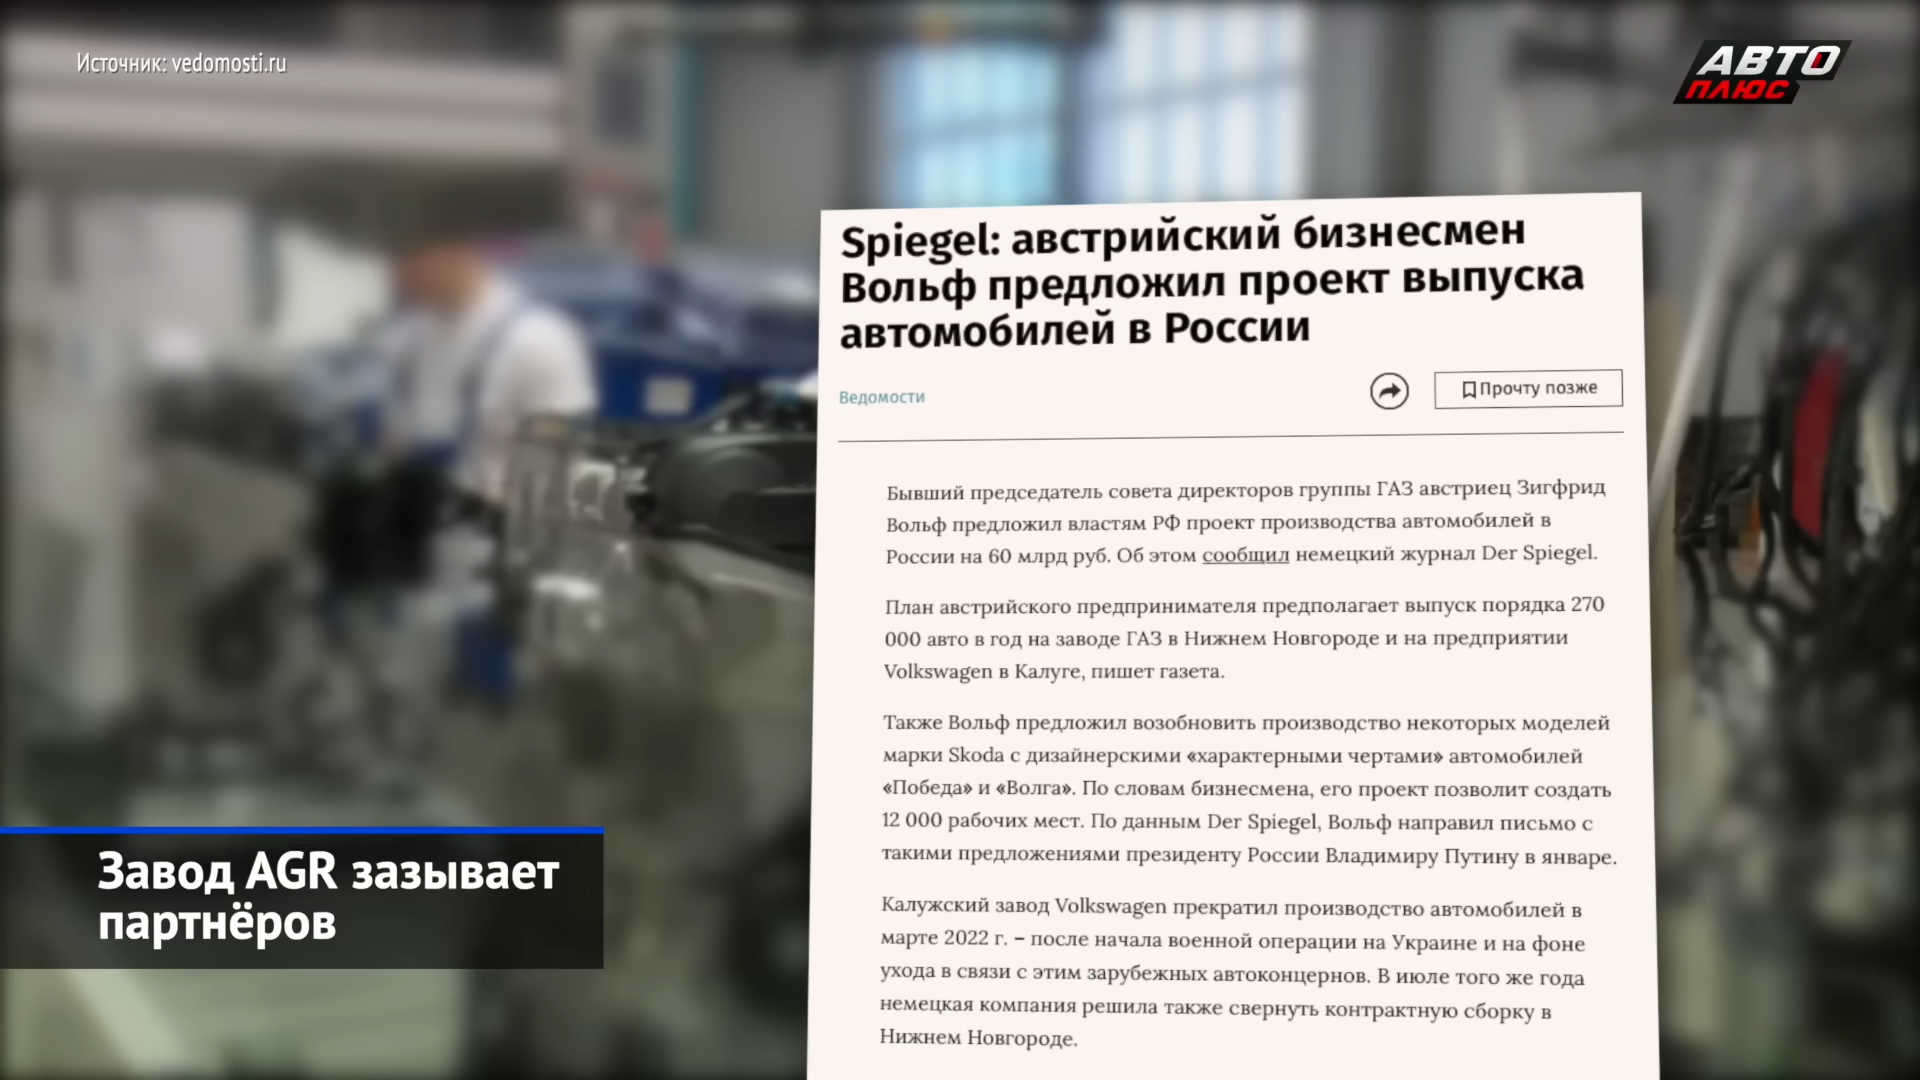 Источник: vedomosti.ru
АВТО
ПЛЮС
Spiegel: австрийский бизнесмен
Вольф предложил проект выпуска
автомобилей в России
Ведомости
Прочту позже
Бывший председатель совета директоров группы ГАЗ австриец Зигфрид
Вольф предложил властям РФ проект производства автомобилей в
России на 60 млрд руб. Об этом сообщил немецкий журнал Der Spiegel.
План австрийского предпринимателя предполагает выпуск порядка 270
000 авто в год на заводе ГАЗ в Нижнем Новгороде и на предприятии
Volkswagen в Калуге, пишет газета.
Также Вольф предложил возобновить производство некоторых моделей
марки Skoda с дизайнерскими «характерными чертами» автомобилей
«Победа» и «Волга». По словам бизнесмена, его проект позволит создать
12 000 рабочих мест. По данным Der Spiegel, Вольф направил письмо с
такими предложениями президенту России Владимиру Путину в январе.
Калужский завод Volkswagen прекратил производство автомобилей в
марте 2022 г. – после начала военной операции на Украине и на фоне
ухода в связи с этим зарубежных автоконцернов. В июле того же года
немецкая компания решила также свернуть контрактную сборку в
Нижнем Новгороде.
Завод AGR зазывает
партнёров